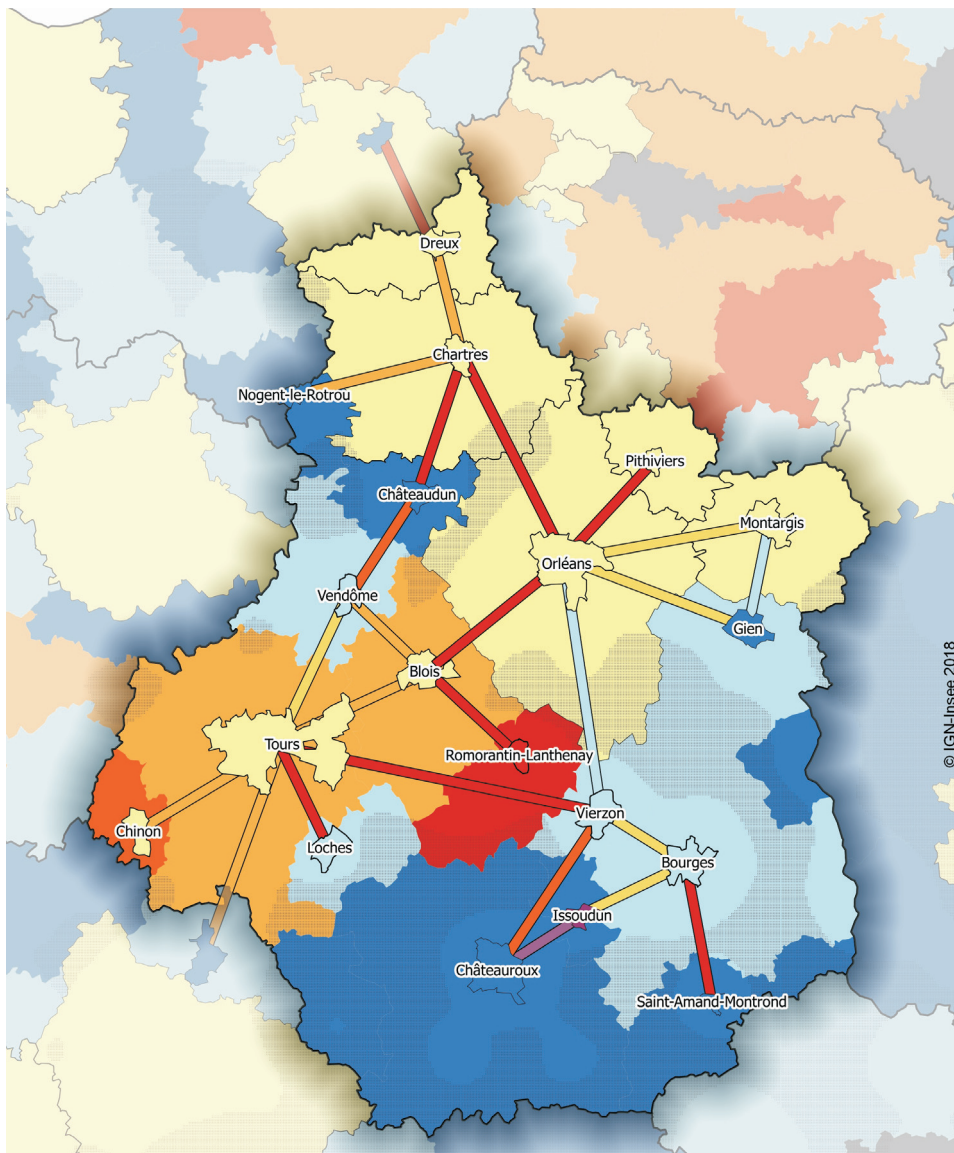 Dreux
Chartres
Nogent-le-Rotrou
Pithiviers
Châteaudun
Montargis
Orléans
Vendôme
Gien
Blois
Tours
Romorantin-Lanthenay
Vierzon
Chinon
Loches
Bourges
Issoudun
Châteauroux
Saint-Amand-Montrond
© IGN-Insee 2018